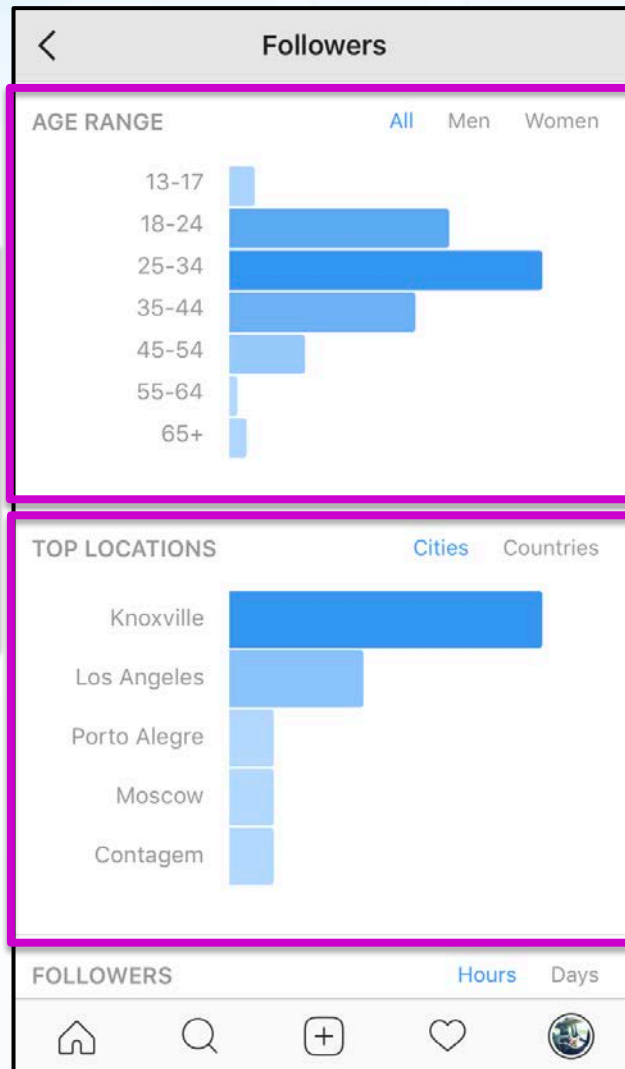 Followers
AGE RANGE All Men Women
13-17
18-24
25-34
35-44
45-54
55-64
65+
TOP LOCATIONS Cities Countries
Knoxville
Los Angeles
Porto Alegre
Moscow
Contagem
FOLLOWERS Hours Days